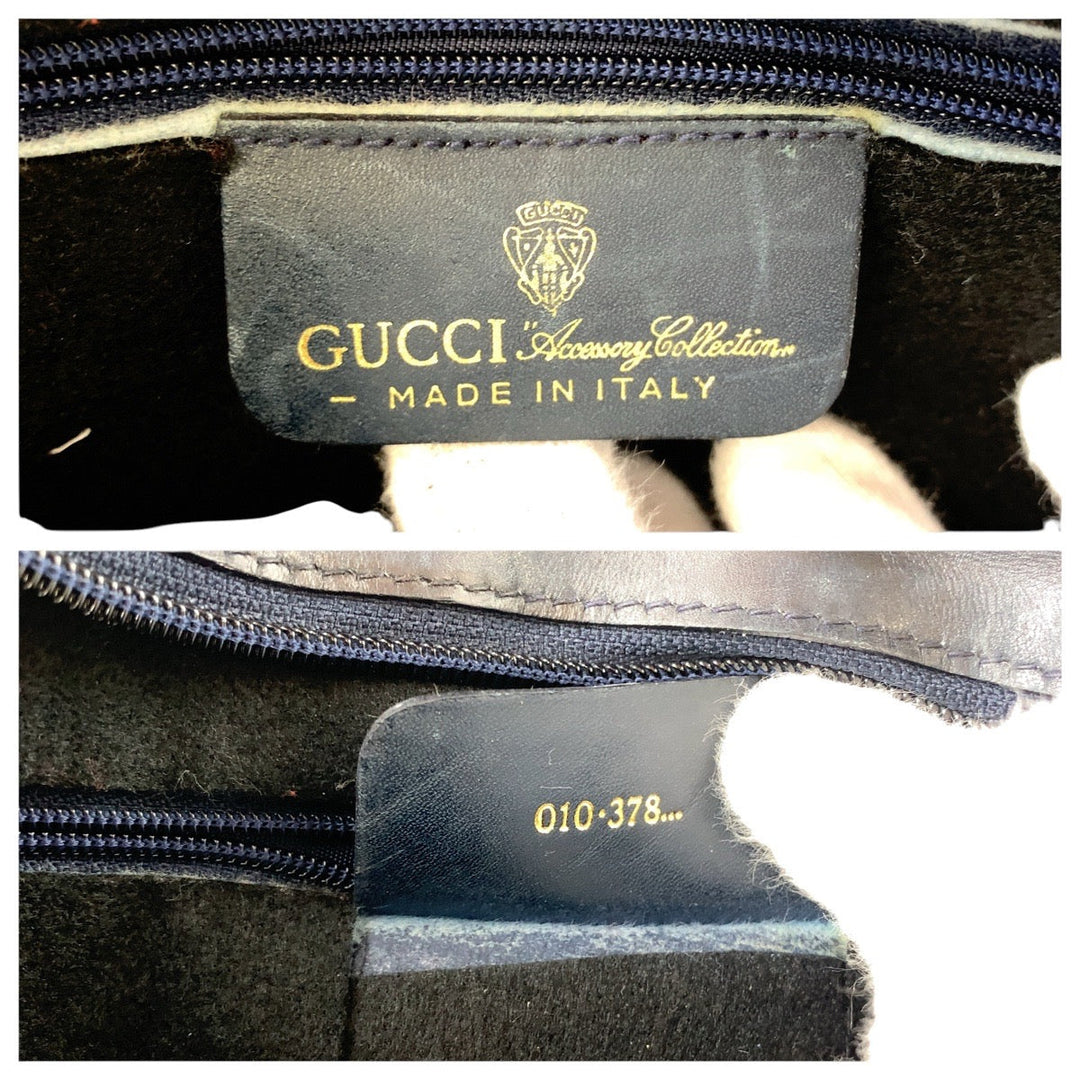 GUCCI
GUCCI "Accessory Collection"
- MADE IN ITALY
010·378...